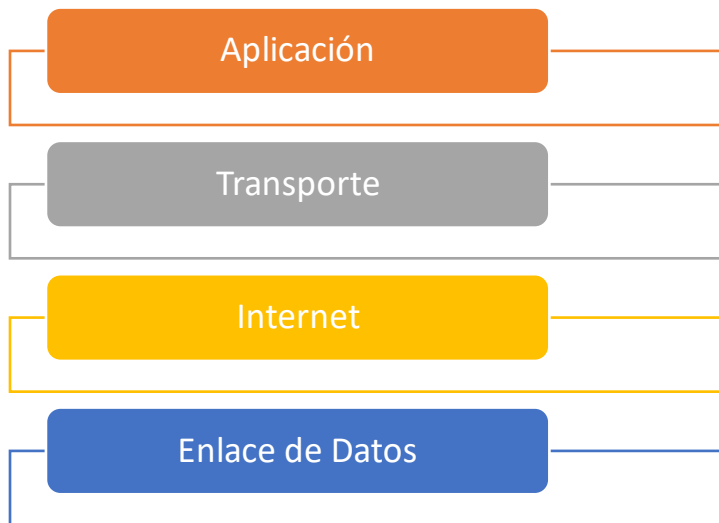 Aplicación
Transporte
Internet
Enlace de Datos